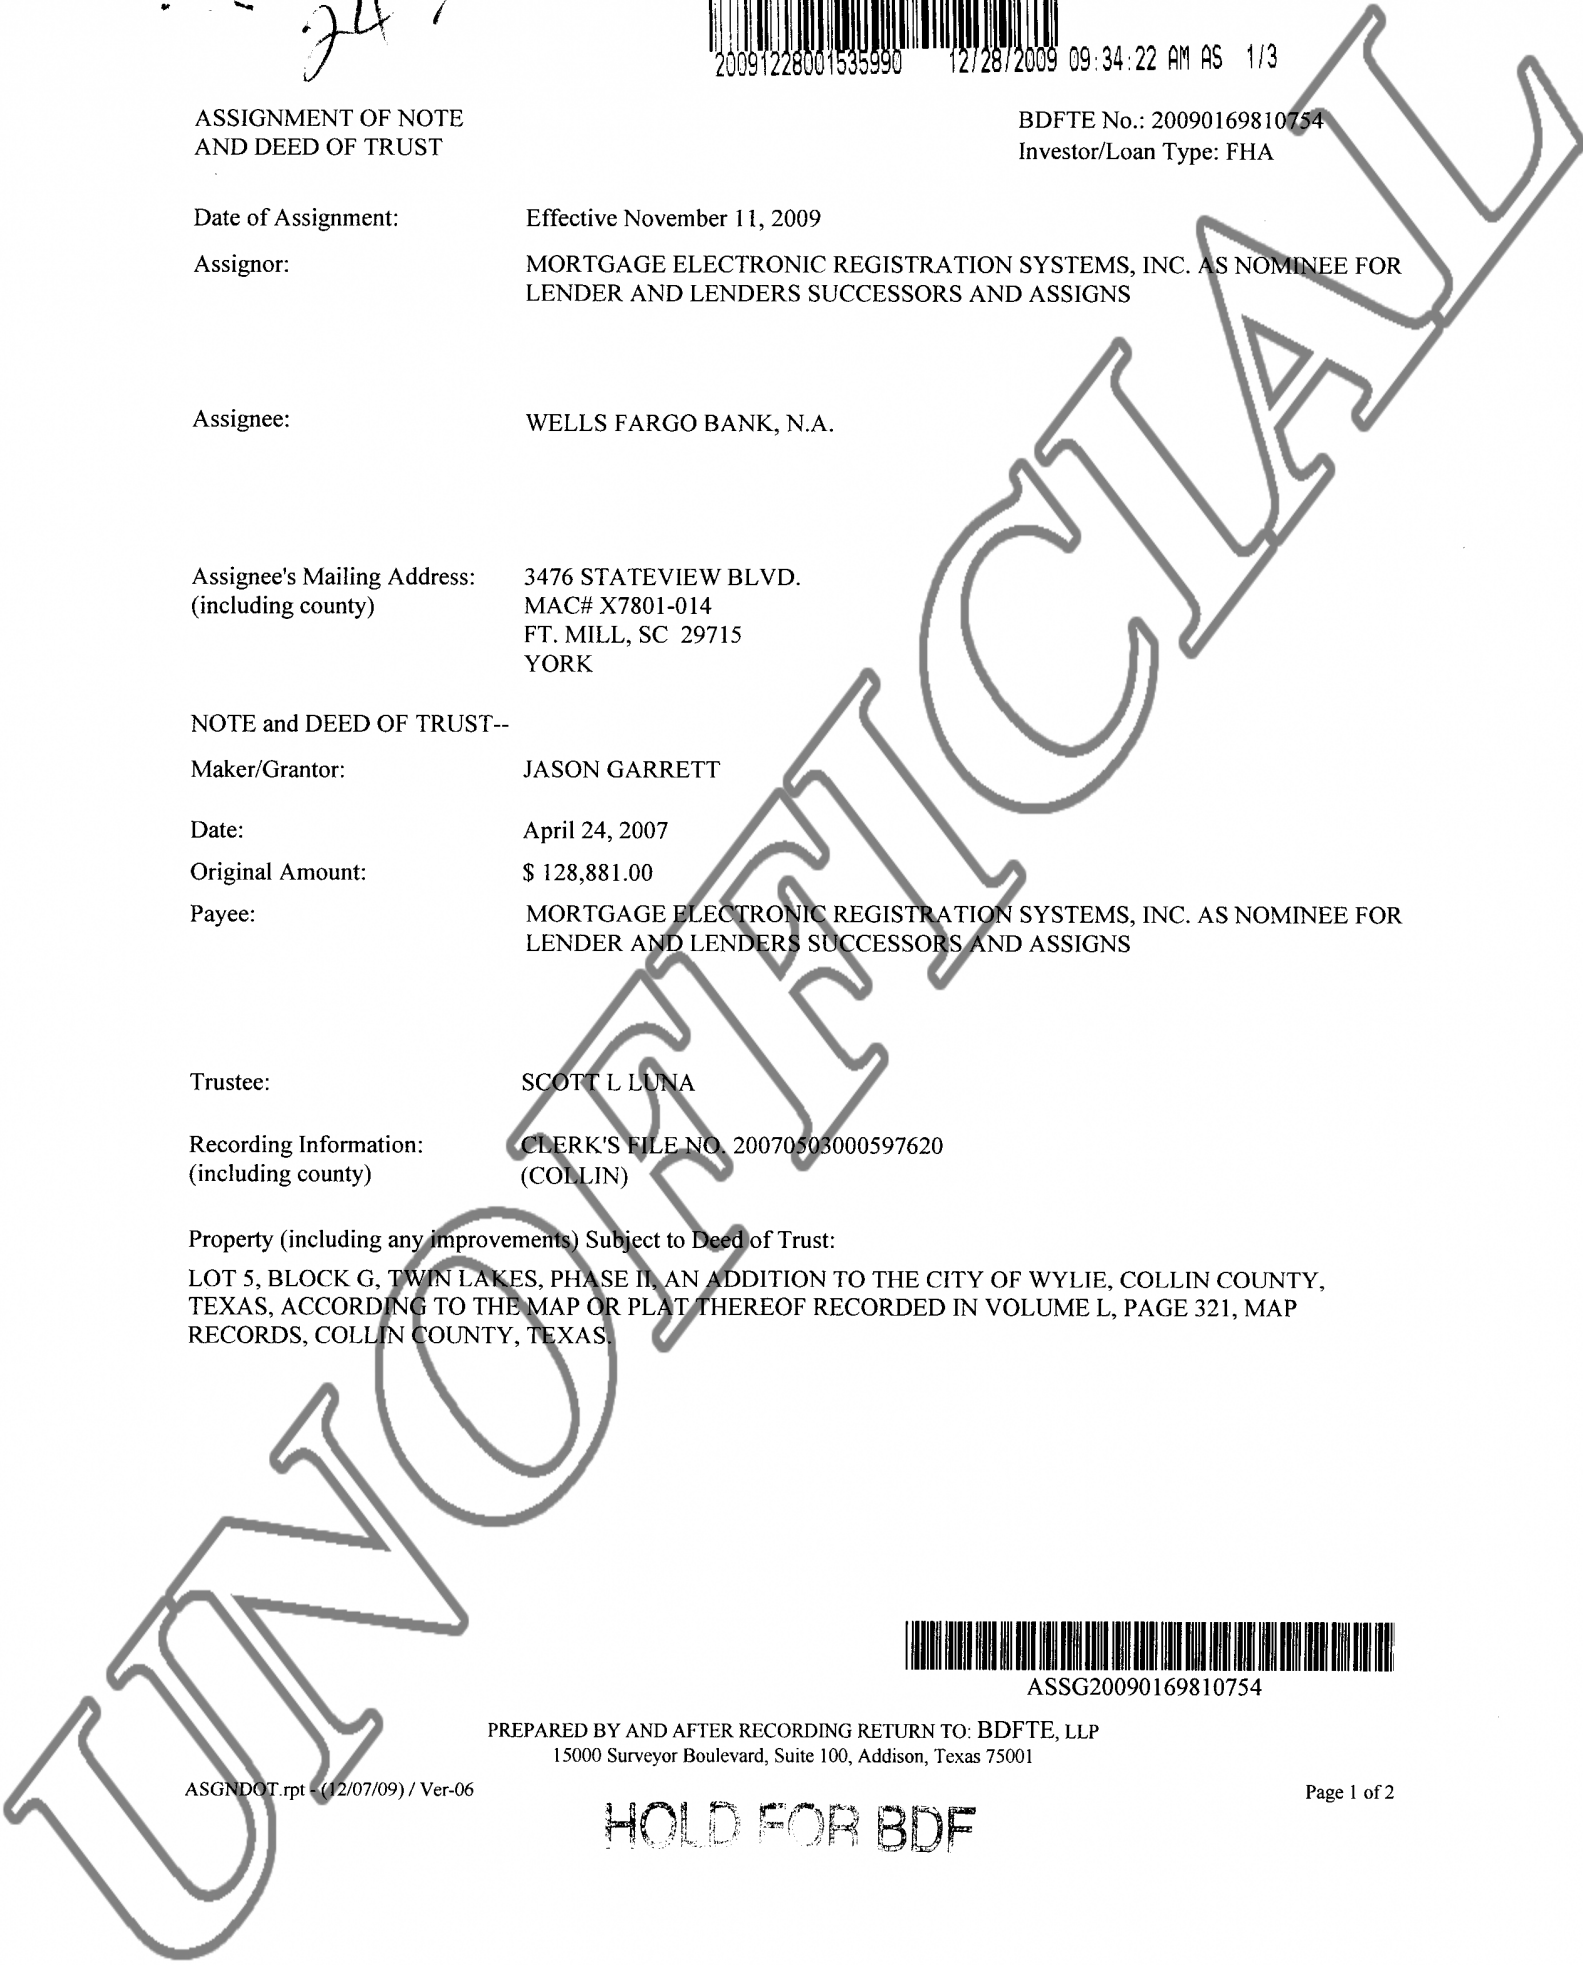 24
20091228001535990 12/28/2009 09:34:22 AM AS 1/3
ASSIGNMENT OF NOTE
AND DEED OF TRUST
BDFTE No.: 20090169810754
Investor/Loan Type: FHA
Date of Assignment: Effective November 11, 2009
Assignor: MORTGAGE ELECTRONIC REGISTRATION SYSTEMS, INC. AS NOMINEE FOR
LENDER AND LENDERS SUCCESSORS AND ASSIGNS
Assignee: WELLS FARGO BANK, N.A.
Assignee's Mailing Address: 3476 STATEVIEW BLVD.
(including county) MAC# X7801-014
FT. MILL, SC 29715
YORK
NOTE and DEED OF TRUST--
Maker/Grantor: JASON GARRETT
Date: April 24, 2007
Original Amount: $ 128,881.00
Payee: MORTGAGE ELECTRONIC REGISTRATION SYSTEMS, INC. AS NOMINEE FOR
LENDER AND LENDERS SUCCESSORS AND ASSIGNS
Trustee: SCOTT L LUNA
Recording Information: CLERK'S FILE NO. 20070503000597620
(including county) (COLLIN)
Property (including any improvements) Subject to Deed of Trust:
LOT 5, BLOCK G, TWIN LAKES, PHASE II, AN ADDITION TO THE CITY OF WYLIE, COLLIN COUNTY,
TEXAS, ACCORDING TO THE MAP OR PLAT THEREOF RECORDED IN VOLUME L, PAGE 321, MAP
RECORDS, COLLIN COUNTY, TEXAS.
ASSG20090169810754
PREPARED BY AND AFTER RECORDING RETURN TO: BDFTE, LLP
15000 Surveyor Boulevard, Suite 100, Addison, Texas 75001
ASGNDOT.rpt - (12/07/09) / Ver-06 Page 1 of 2
HOLD FOR BDF
UNOFFICIAL